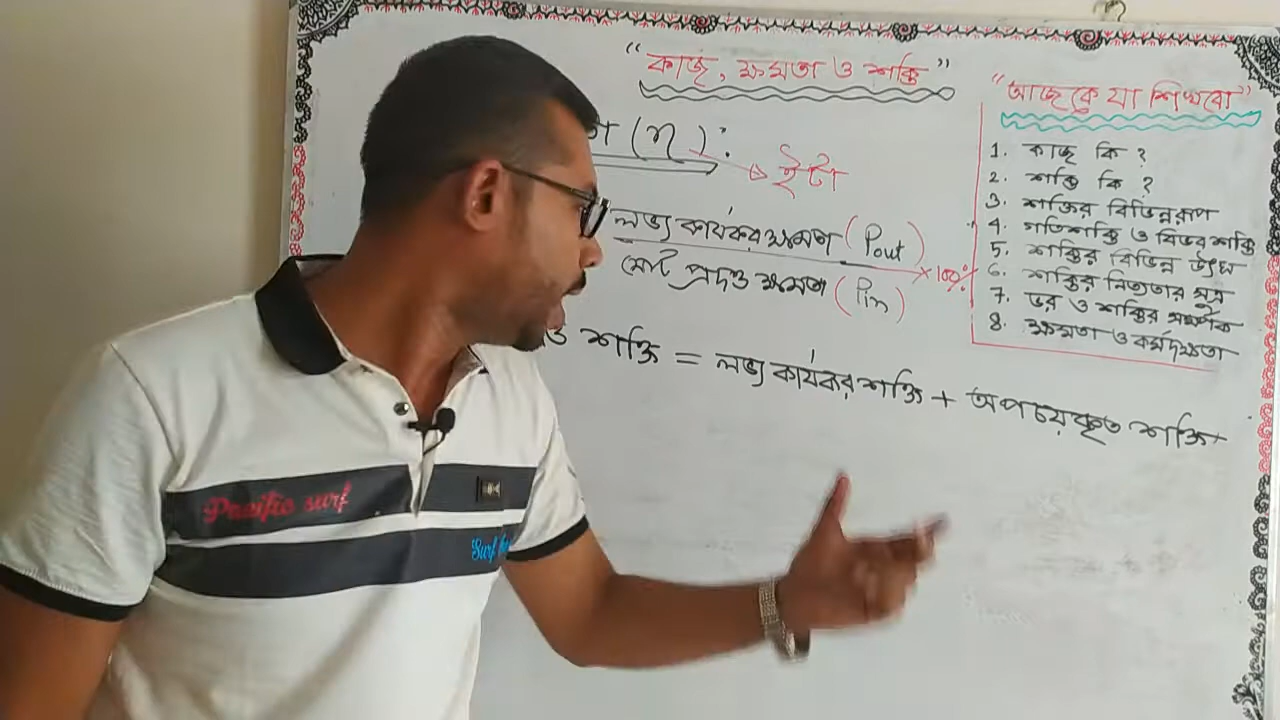 “কাজ, ক্ষমতা ও শক্তি”
(η) :
ইটা
লভ্য কার্যকর ক্ষমতা (Pout)
মোট প্রদত্ত ক্ষমতা (Pin)
×100%
ও শক্তি = লভ্য কার্যকর শক্তি + অপচয়কৃত শক্তি
“আজকে যা শিখবো”
1. কাজ কি ?
2. শক্তি কি ?
3. শক্তির বিভিন্নরূপ
4. গতিশক্তি ও বিভব শক্তি
5. শক্তির বিভিন্ন উৎস
6. শক্তির নিত্যতার সূত্র
7. ভর ও শক্তির সম্পর্ক
8. ক্ষমতা ও কর্মদক্ষতা
Pacific surf
Surf